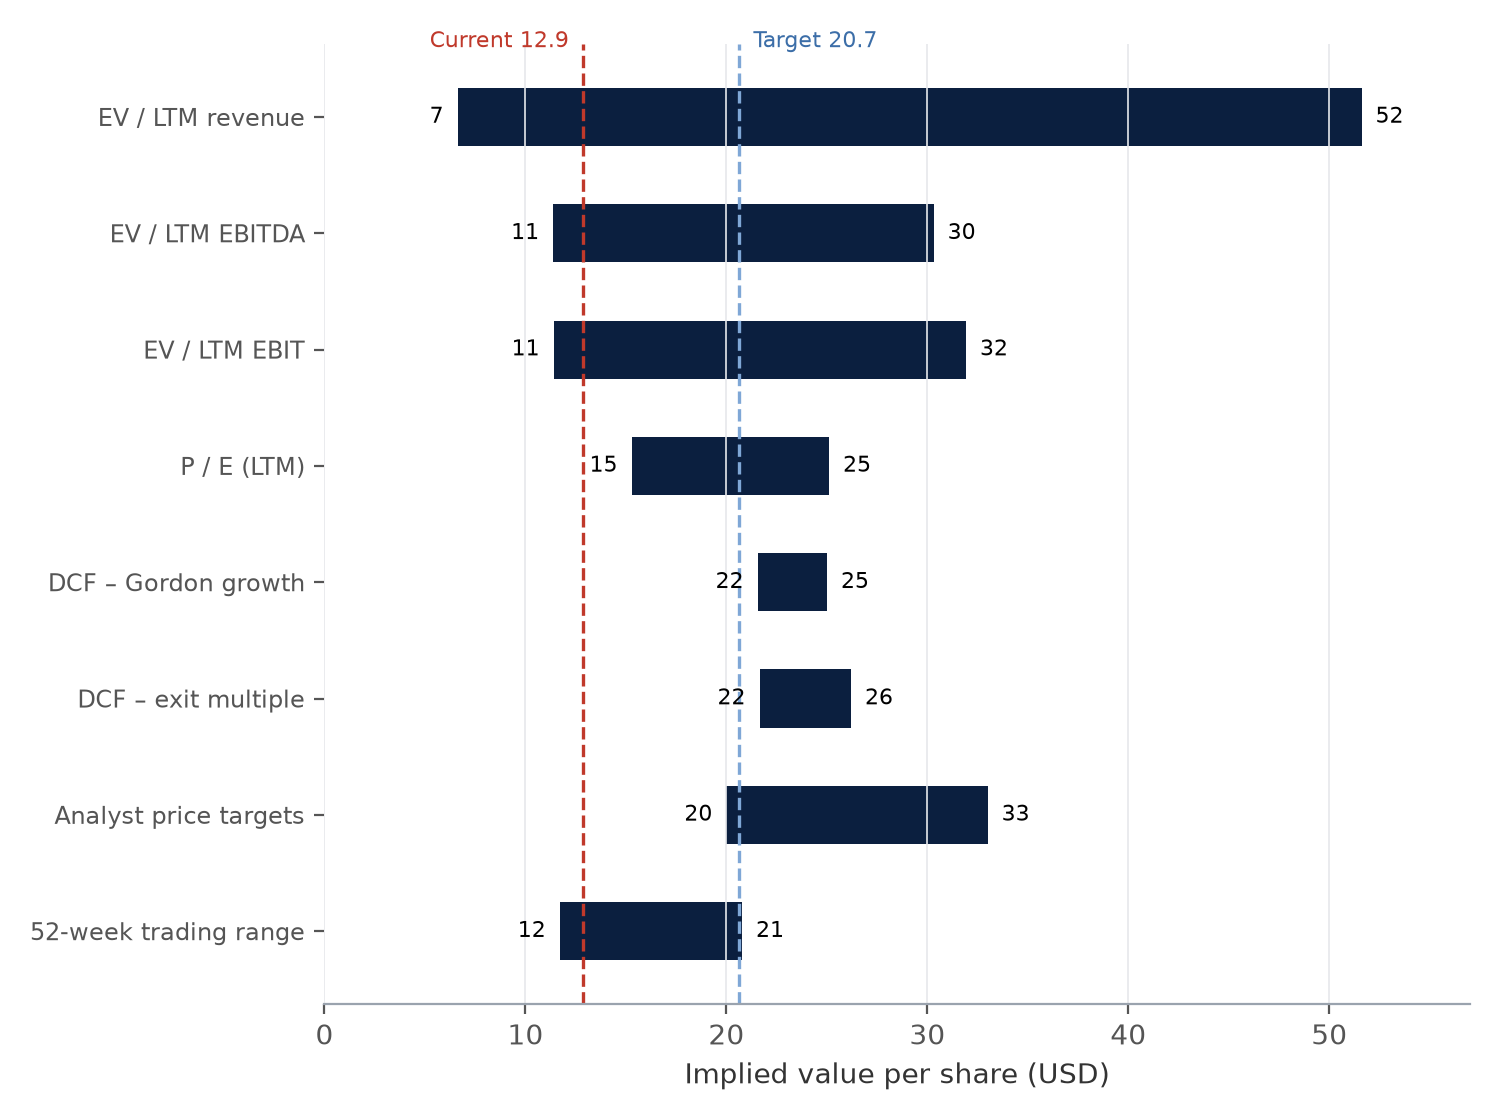 Current 12.9 Target 20.7
EV / LTM revenue 7 52
EV / LTM EBITDA 11 30
EV / LTM EBIT 11 32
P / E (LTM) 15 25
DCF – Gordon growth 22 25
DCF – exit multiple 22 26
Analyst price targets 20 33
52-week trading range 12 21
0 10 20 30 40 50
Implied value per share (USD)